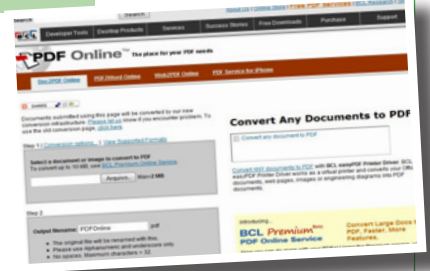 Search:
Search
About Us | Online Store | Free PDF Services | BCL Research |
BCL Developer Tools Desktop Products Services Success Stories Free Downloads Purchase Support
PDF Online™ The place for your PDF needs
Doc2PDF Online PDF2Word Online Web2PDF Online PDF Service for iPhone
SHARE
Documents submitted using this page will be converted by our new
conversion infrastructure. Please let us know if you encounter problem. To
use the old conversion page, click here.
Step 1 | Conversion options... | View Supported Formats
Select a document or image to convert to PDF
To convert up to 10 MB, see BCL Premium Online Service
Arquivo... Max=2 MB
Step 2
Output filename: PDFOnline .pdf
The original file will be renamed with this.
Please use Alphanumeric and underscore only.
No spaces. Maximum characters = 32.
Convert Any Documents to PDF
Convert any document to PDF
Convert ANY documents to PDF with BCL easyPDF Printer Driver. BCL
easyPDF Printer Driver works as a virtual printer and converts your Offi
documents, web pages, images or engineering diagrams into PDF
documents.
Introducing...
BCL Premium Beta
PDF Online Service
Convert Large Docs t
PDF, Faster, More
Features,